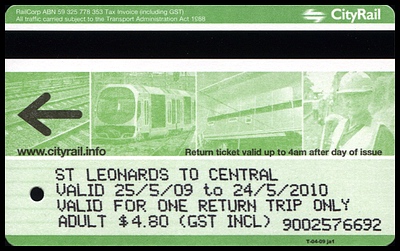 RailCorp ABN 59 325 778 353 Tax Invoice (including GST)
All traffic carried subject to the Transport Administration Act 1988
CityRail
www.cityrail.info
Return ticket valid up to 4am after day of issue
ST LEONARDS TO CENTRAL
VALID 25/5/09 to 24/5/2010
VALID FOR ONE RETURN TRIP ONLY
ADULT $4.80 (GST INCL) 9002576692
T-04-09 ja1